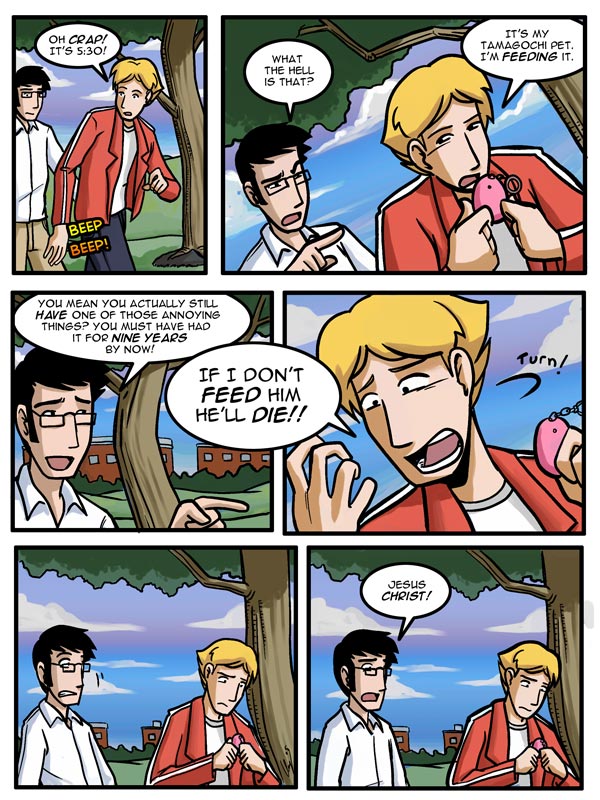 OH CRAP!
IT'S 5:30!
BEEP
BEEP!
WHAT
THE HELL
IS THAT?
IT'S MY
TAMAGOCHI PET.
I'M FEEDING IT.
YOU MEAN YOU ACTUALLY STILL
HAVE ONE OF THOSE ANNOYING
THINGS? YOU MUST HAVE HAD
IT FOR NINE YEARS
BY NOW!
IF I DON'T
FEED HIM
HE'LL DIE!!
Turn!
JESUS
CHRIST!